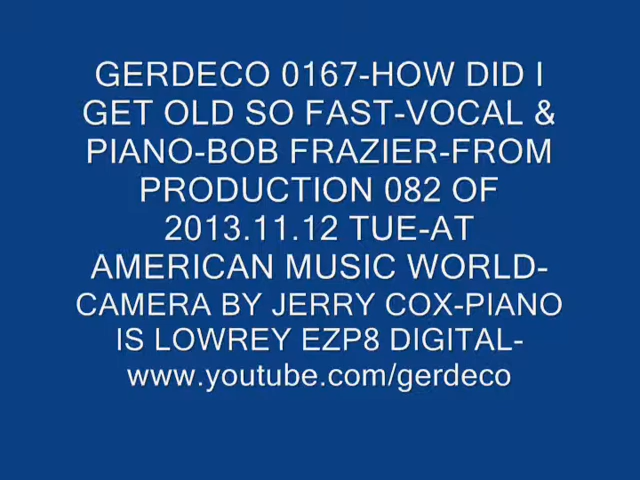 GERDECO 0167-HOW DID I
GET OLD SO FAST-VOCAL &
PIANO-BOB FRAZIER-FROM
PRODUCTION 082 OF
2013.11.12 TUE-AT
AMERICAN MUSIC WORLD-
CAMERA BY JERRY COX-PIANO
IS LOWREY EZP8 DIGITAL-
www.youtube.com/gerdeco